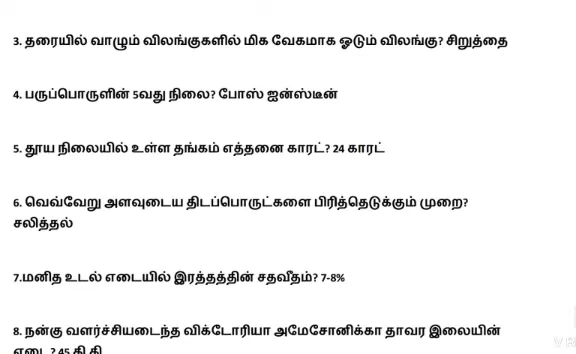 3. தரையில் வாழும் விலங்குகளில் மிக வேகமாக ஓடும் விலங்கு? சிறுத்தை
4. பருப்பொருளின் 5வது நிலை? போஸ் ஐன்ஸ்டீன்
5. தூய நிலையில் உள்ள தங்கம் எத்தனை காரட்? 24 காரட்
6. வெவ்வேறு அளவுடைய திடப்பொருட்களை பிரித்தெடுக்கும் முறை?
சலித்தல்
7.மனித உடல் எடையில் இரத்தத்தின் சதவீதம்? 7-8%
8. நன்கு வளர்ச்சியடைந்த விக்டோரியா அமேசோனிக்கா தாவர இலையின்
எடை? 45 கி.கி